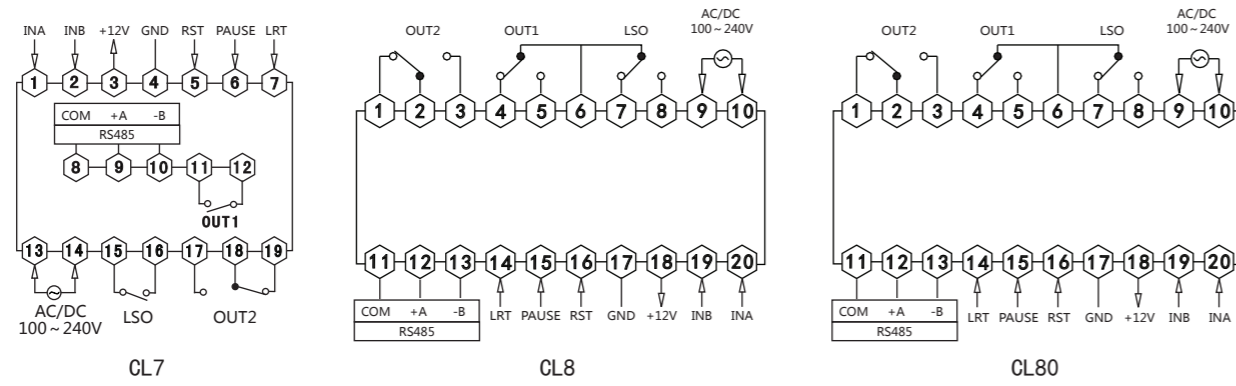 INA INB +12V GND RST PAUSE LRT
1 2 3 4 5 6 7
COM +A -B
RS485
8 9 10 11 12
OUT1
13 14 15 16 17 18 19
AC/DC
100~240V
LSO
OUT2
CL7
OUT2 OUT1 LSO
AC/DC
100~240V
1 2 3 4 5 6 7 8 9 10
11 12 13 14 15 16 17 18 19 20
COM +A -B
RS485
LRT PAUSE RST GND +12V INB INA
CL8
OUT2 OUT1 LSO
AC/DC
100~240V
1 2 3 4 5 6 7 8 9 10
11 12 13 14 15 16 17 18 19 20
COM +A -B
RS485
LRT PAUSE RST GND +12V INB INA
CL80